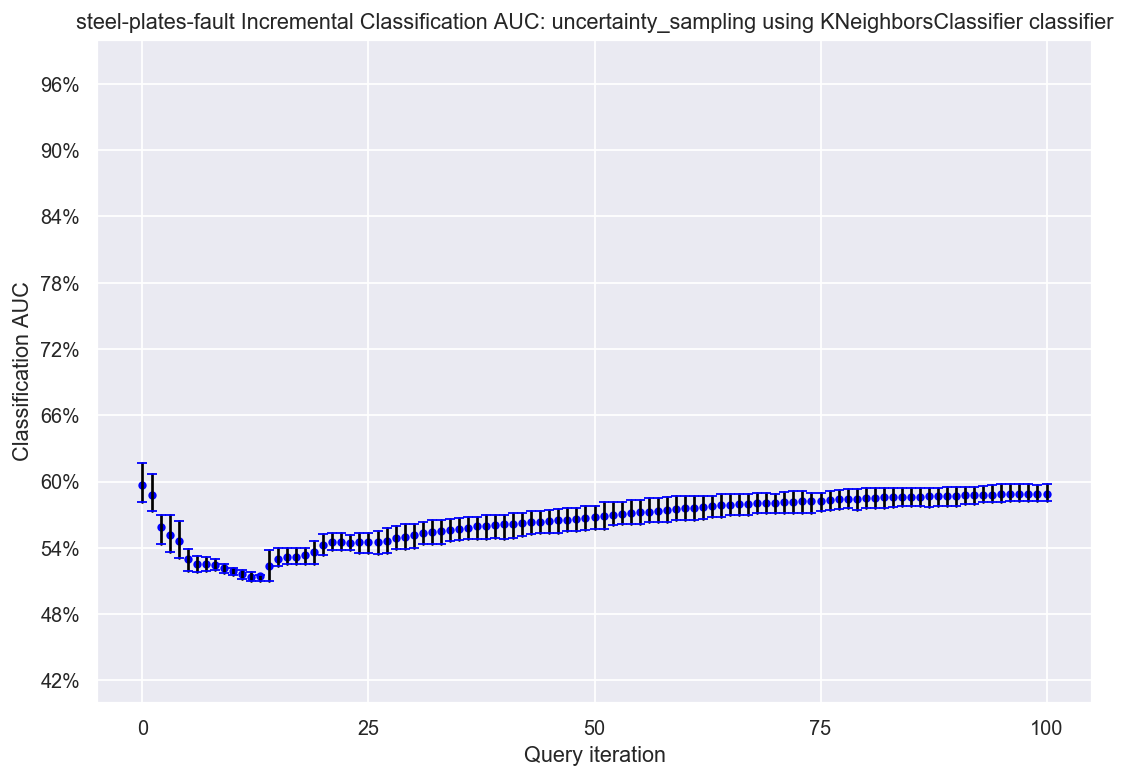 steel-plates-fault Incremental Classification AUC: uncertainty_sampling using KNeighborsClassifier classifier
96%
90%
84%
78%
72%
66%
60%
54%
48%
42%
Classification AUC
0 25 50 75 100
Query iteration